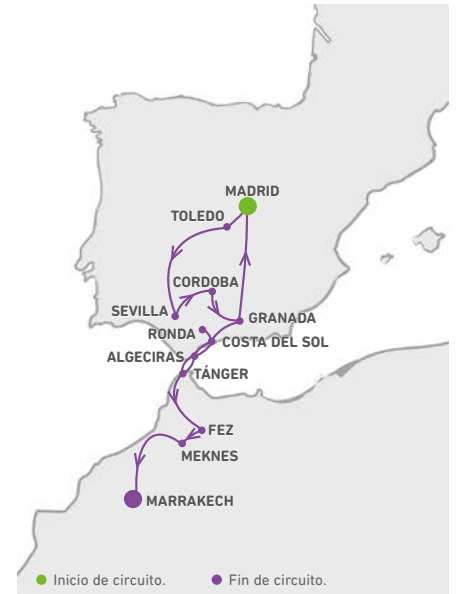 MADRID
TOLEDO
CORDOBA
SEVILLA
GRANADA
RONDA
COSTA DEL SOL
ALGECIRAS
TÁNGER
FEZ
MEKNES
MARRAKECH
Inicio de circuito.
Fin de circuito.